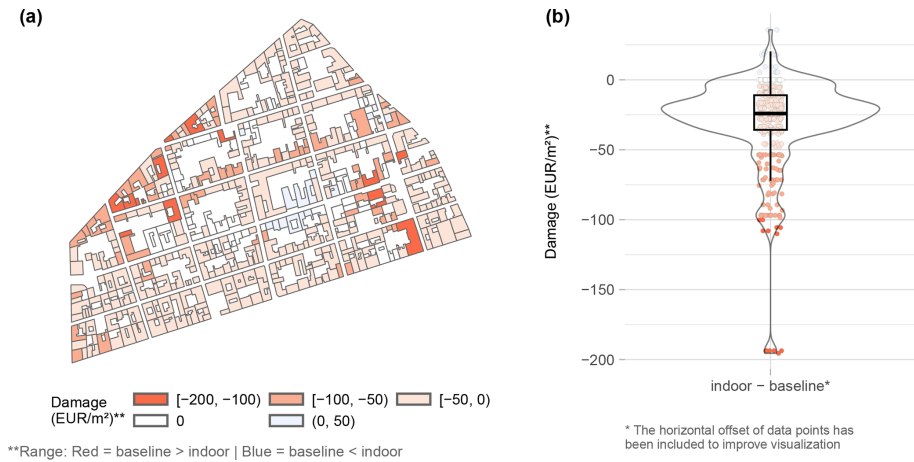 (a)
(b)
Damage (EUR/m²)**
0
−50
−100
−150
−200
indoor − baseline*
* The horizontal offset of data points has
been included to improve visualization
Damage
(EUR/m²)**
[−200, −100)
[−100, −50)
[−50, 0)
0
(0, 50)
**Range: Red = baseline > indoor | Blue = baseline < indoor